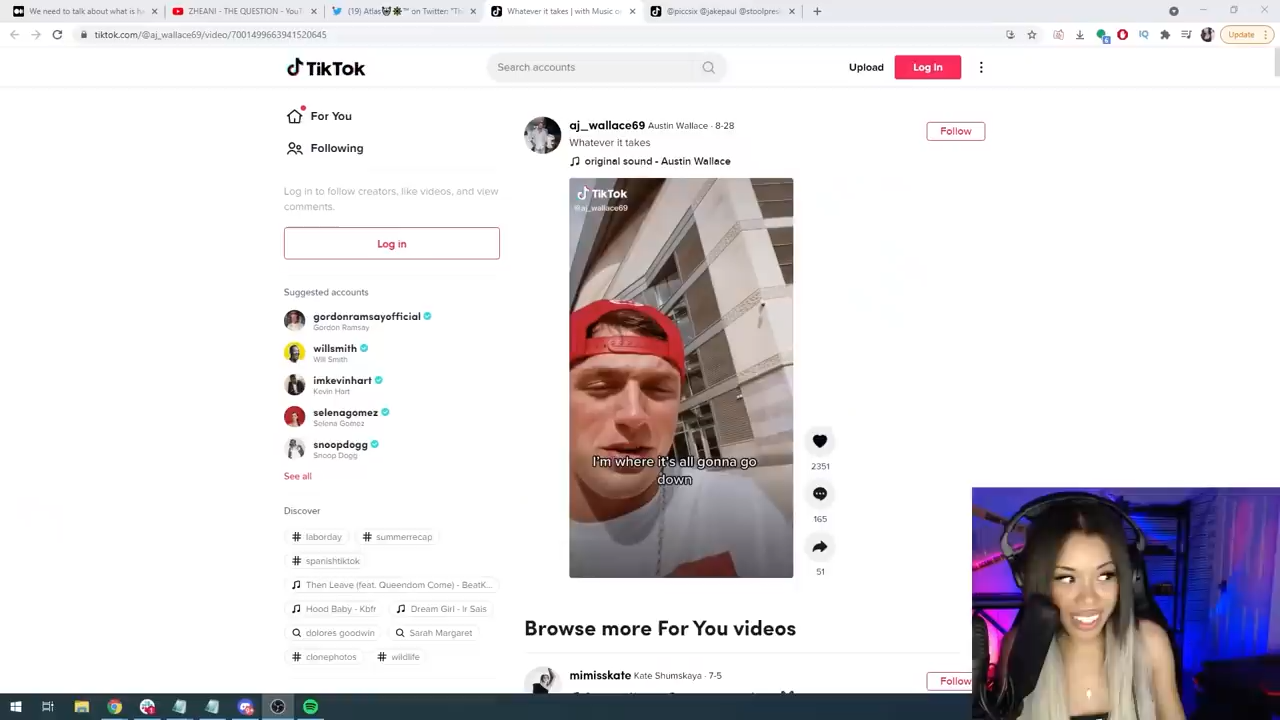 We need to talk about what is ha
ZHEANI - THE QUESTION - YouT
(19) Atlas🐼🕷™ on Twitter: "Thi
Whatever it takes | with Music o
@piccsix @jakepaul @stoolpres
tiktok.com/@aj_wallace69/video/7001499663941520645
Update
TikTok
Search accounts
Upload
Log in
For You
Following
Log in to follow creators, like videos, and view
comments.
Log in
Suggested accounts
gordonramsayofficial
Gordon Ramsay
willsmith
Will Smith
imkevinhart
Kevin Hart
selenagomez
Selena Gomez
snoopdogg
Snoop Dogg
See all
Discover
# laborday
# summerrecap
# spanishtiktok
Then Leave (feat. Queendom Come) - BeatK...
Hood Baby - Kbfr
Dream Girl - Ir Sais
dolores goodwin
Sarah Margaret
# clonephotos
# wildlife
aj_wallace69 Austin Wallace · 8-28
Whatever it takes
original sound - Austin Wallace
Follow
TikTok
@aj_wallace69
I'm where it's all gonna go
down
2351
165
51
Browse more For You videos
mimisskate Kate Shumskaya · 7-5
Follow